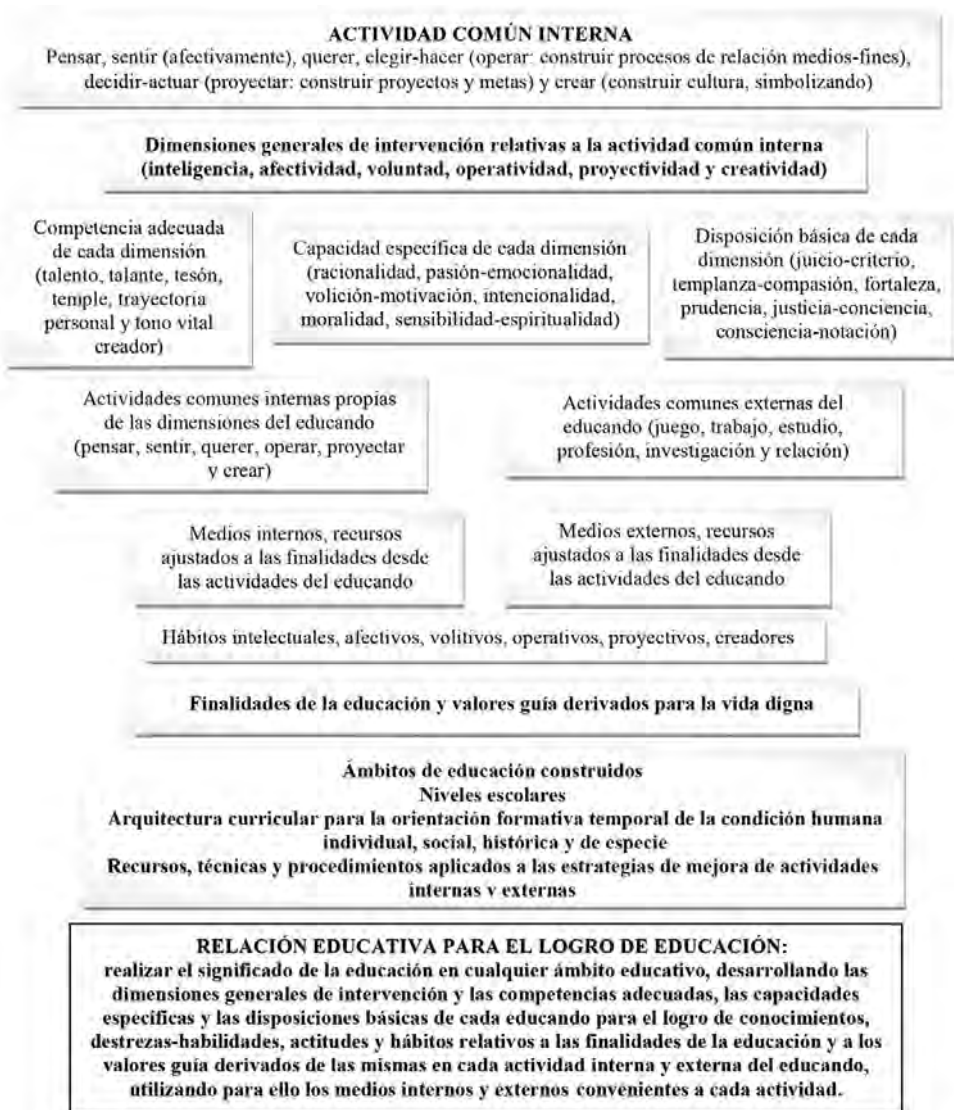 ACTIVIDAD COMÚN INTERNA
Pensar, sentir (afectivamente), querer, elegir-hacer (operar: construir procesos de relación medios-fines),
decidir-actuar (proyectar: construir proyectos y metas) y crear (construir cultura, simbolizando)
Dimensiones generales de intervención relativas a la actividad común interna
(inteligencia, afectividad, voluntad, operatividad, proyectividad y creatividad)
Competencia adecuada
de cada dimensión
(talento, talante, tesón,
temple, trayectoria
personal y tono vital
creador)
Capacidad específica de cada dimensión
(racionalidad, pasión-emocionalidad,
volición-motivación, intencionalidad,
moralidad, sensibilidad-espiritualidad)
Disposición básica de cada
dimensión (juicio-criterio,
templanza-compasión, fortaleza,
prudencia, justicia-conciencia,
consciencia-notación)
Actividades comunes internas propias
de las dimensiones del educando
(pensar, sentir, querer, operar, proyectar
y crear)
Actividades comunes externas del
educando (juego, trabajo, estudio,
profesión, investigación y relación)
Medios internos, recursos
ajustados a las finalidades desde
las actividades del educando
Medios externos, recursos
ajustados a las finalidades desde
las actividades del educando
Hábitos intelectuales, afectivos, volitivos, operativos, proyectivos, creadores
Finalidades de la educación y valores guía derivados para la vida digna
Ámbitos de educación construidos
Niveles escolares
Arquitectura curricular para la orientación formativa temporal de la condición humana
individual, social, histórica y de especie
Recursos, técnicas y procedimientos aplicados a las estrategias de mejora de actividades
internas y externas
RELACIÓN EDUCATIVA PARA EL LOGRO DE EDUCACIÓN:
realizar el significado de la educación en cualquier ámbito educativo, desarrollando las
dimensiones generales de intervención y las competencias adecuadas, las capacidades
específicas y las disposiciones básicas de cada educando para el logro de conocimientos,
destrezas-habilidades, actitudes y hábitos relativos a las finalidades de la educación y a los
valores guía derivados de las mismas en cada actividad interna y externa del educando,
utilizando para ello los medios internos y externos convenientes a cada actividad.